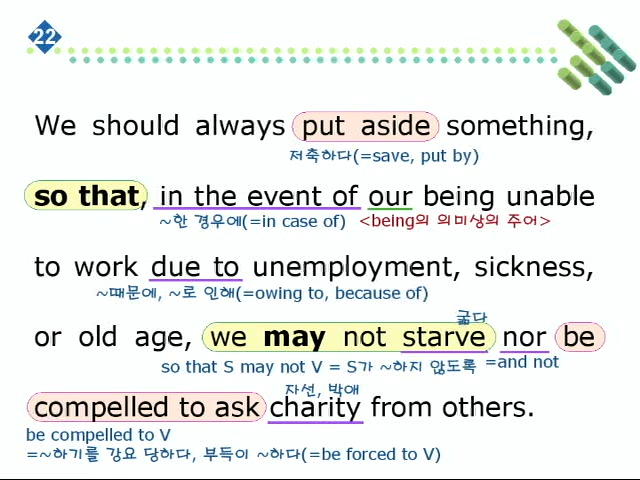 22
We should always put aside something,
저축하다(=save, put by)
so that, in the event of our being unable
~한 경우에(=in case of) <being의 의미상의 주어>
to work due to unemployment, sickness,
~때문에, ~로 인해(=owing to, because of)
굶다
or old age, we may not starve nor be
so that S may not V = S가 ~하지 않도록 =and not
자선, 박애
compelled to ask charity from others.
be compelled to V
=~하기를 강요 당하다, 부득이 ~하다(=be forced to V)